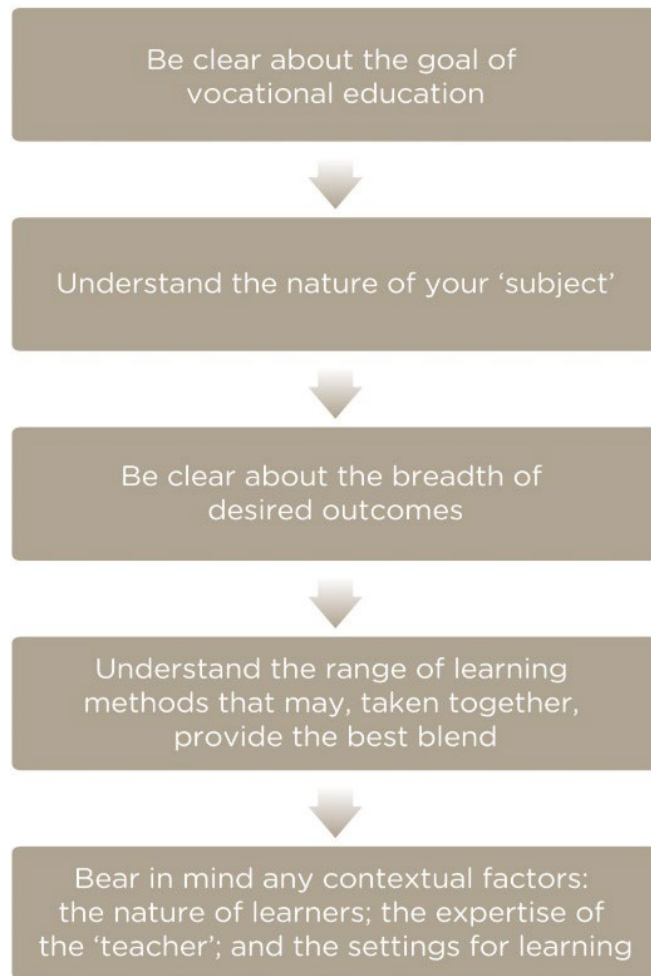 Be clear about the goal of
vocational education
Understand the nature of your ‘subject’
Be clear about the breadth of
desired outcomes
Understand the range of learning
methods that may, taken together,
provide the best blend
Bear in mind any contextual factors:
the nature of learners; the expertise of
the ‘teacher’; and the settings for learning